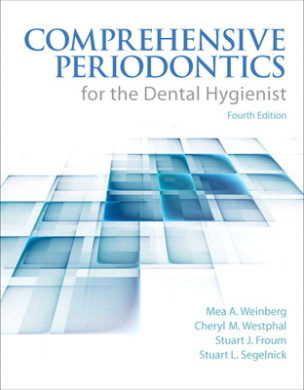 COMPREHENSIVE
PERIODONTICS
for the Dental Hygienist
Fourth Edition
Mea A. Weinberg
Cheryl M. Westphal
Stuart J. Froum
Stuart L. Segelnick